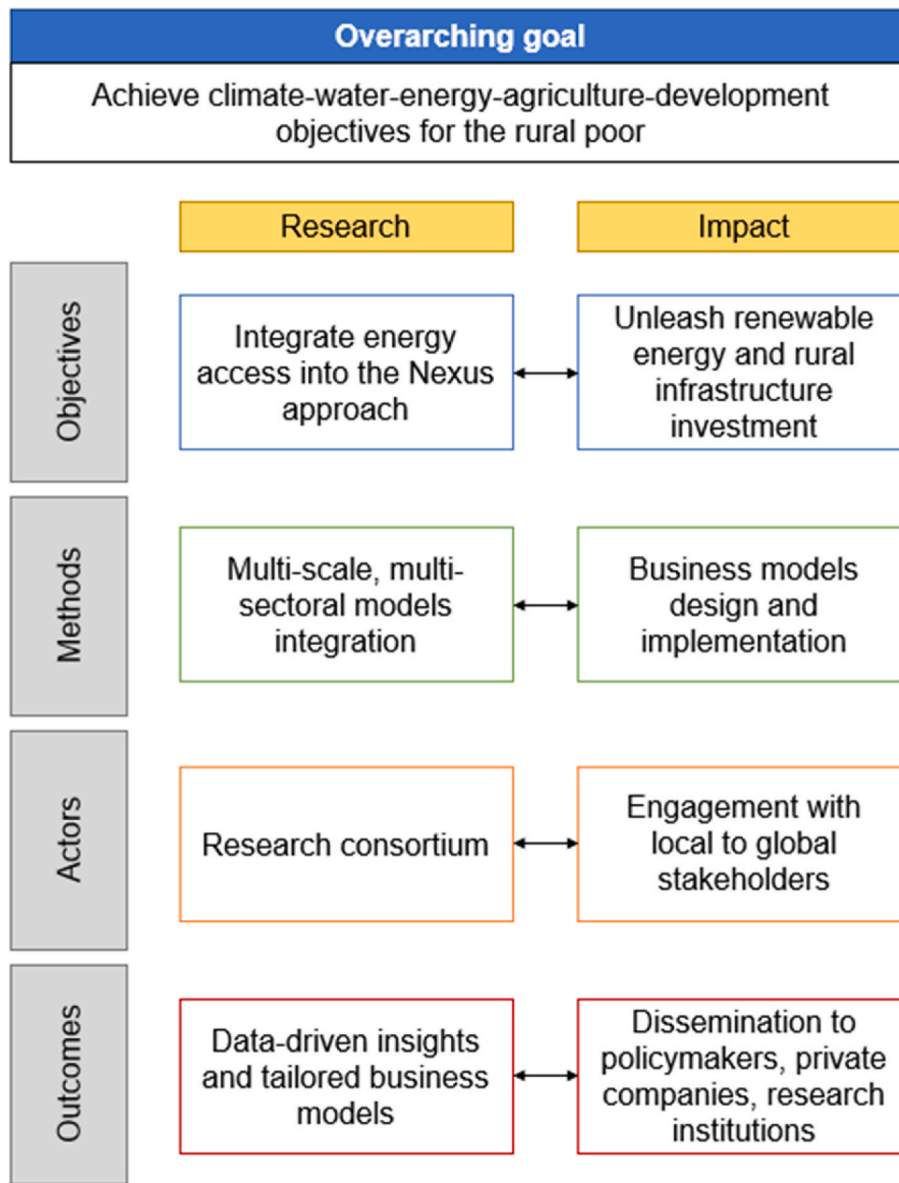 Overarching goal
Achieve climate-water-energy-agriculture-development
objectives for the rural poor
Research
Impact
Objectives
Integrate energy
access into the Nexus
approach
Unleash renewable
energy and rural
infrastructure
investment
Methods
Multi-scale, multi-
sectoral models
integration
Business models
design and
implementation
Actors
Research consortium
Engagement with
local to global
stakeholders
Outcomes
Data-driven insights
and tailored business
models
Dissemination to
policymakers, private
companies, research
institutions